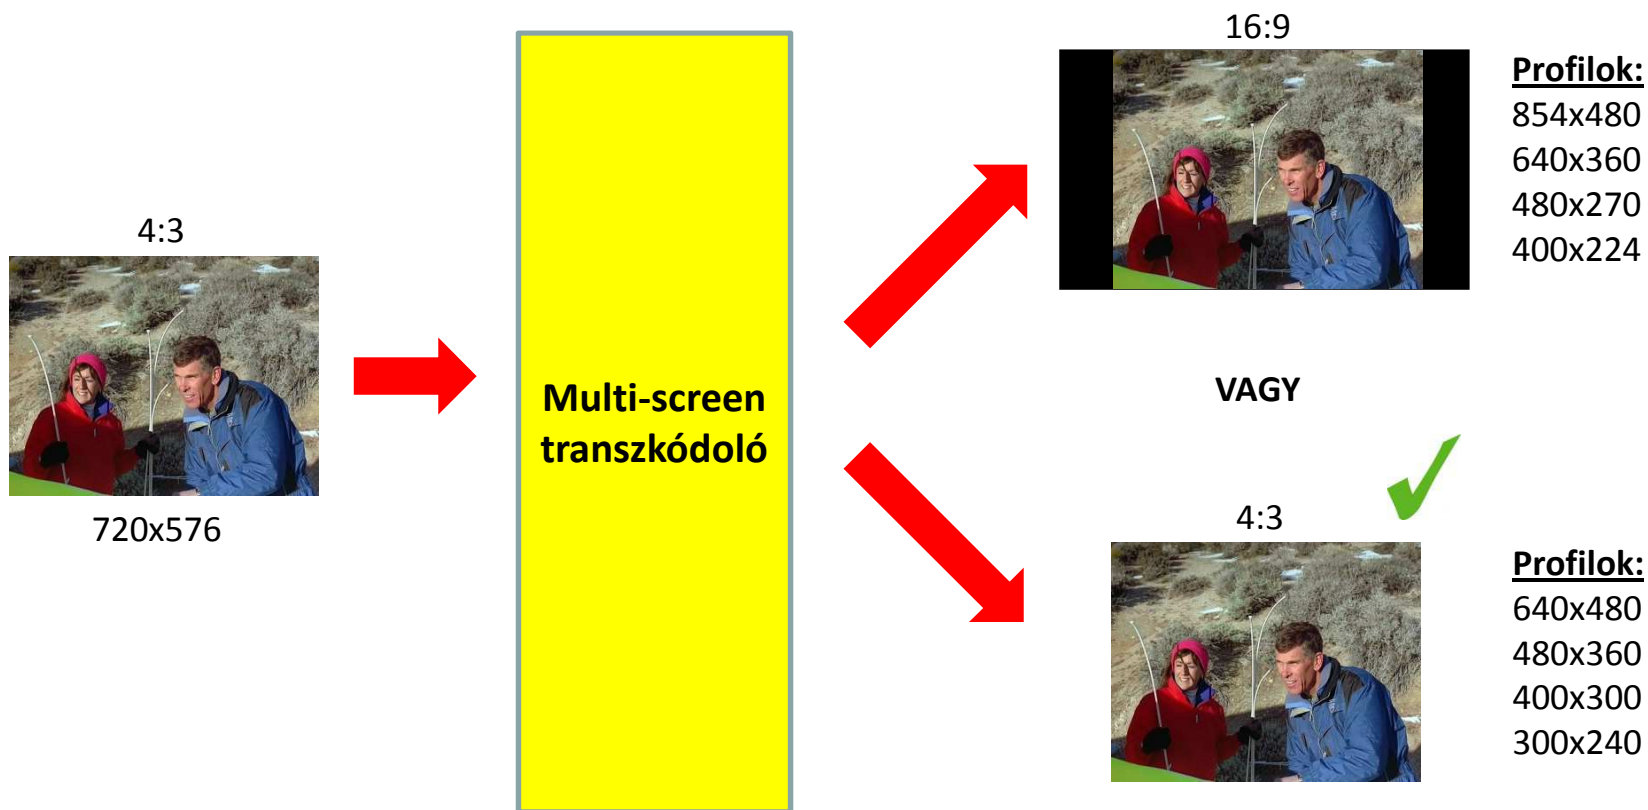 4:3
720x576
Multi-screen
transzkódoló
16:9
Profilok:
854x480
640x360
480x270
400x224
VAGY
4:3
Profilok:
640x480
480x360
400x300
300x240